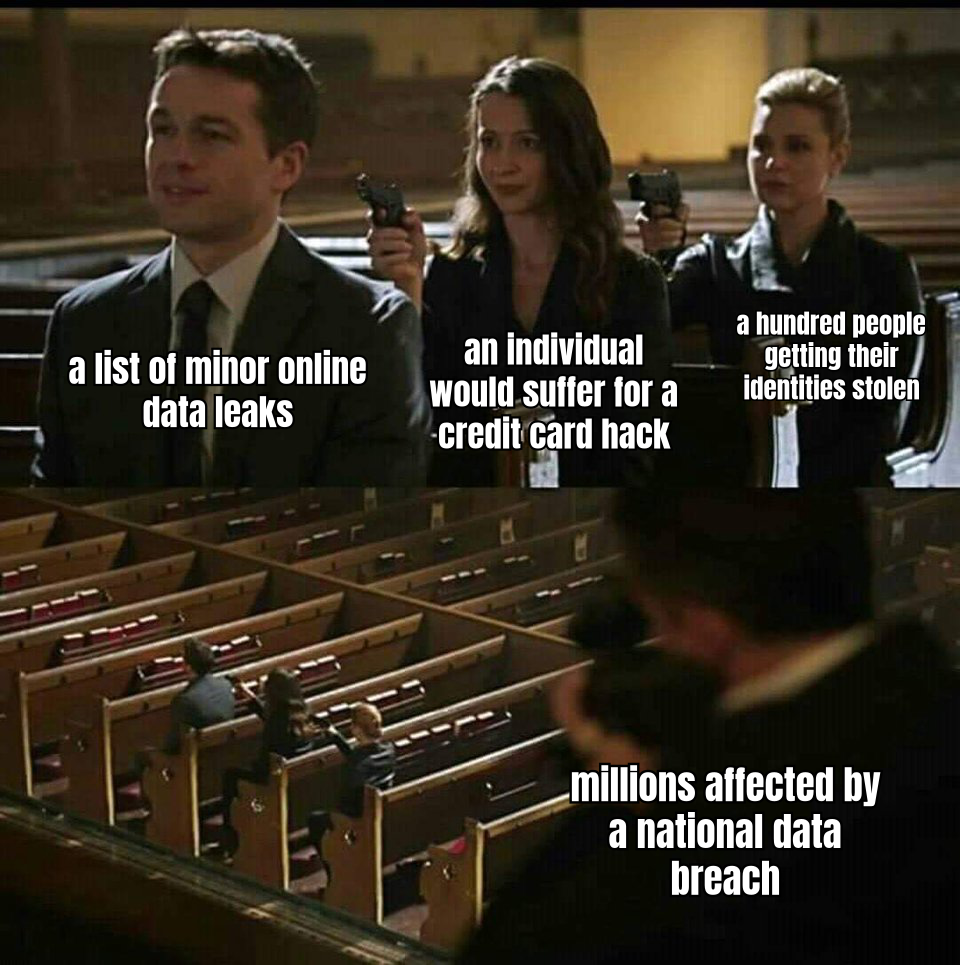 a list of minor online
data leaks
an individual
would suffer for a
credit card hack
a hundred people
getting their
identities stolen
millions affected by
a national data
breach